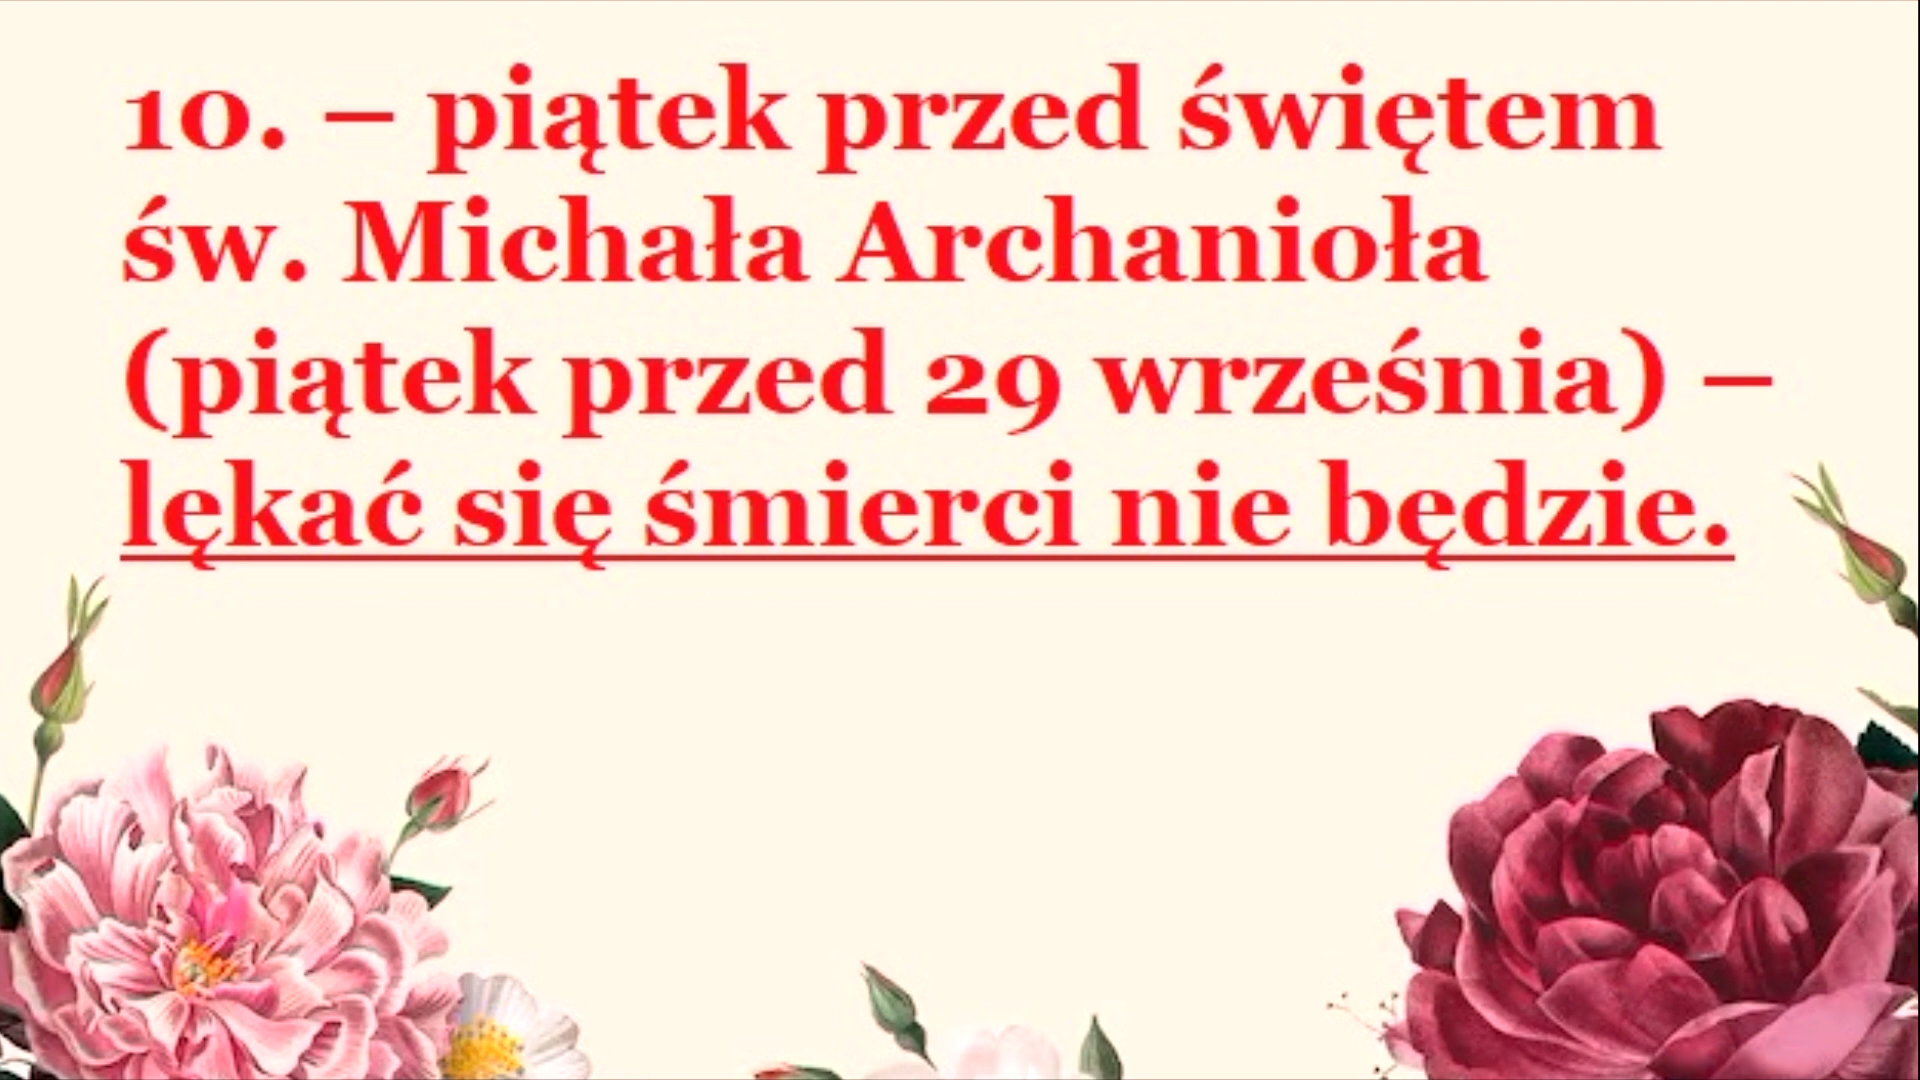 10. – piątek przed świętem
św. Michała Archanioła
(piątek przed 29 września) –
lękać się śmierci nie będzie.